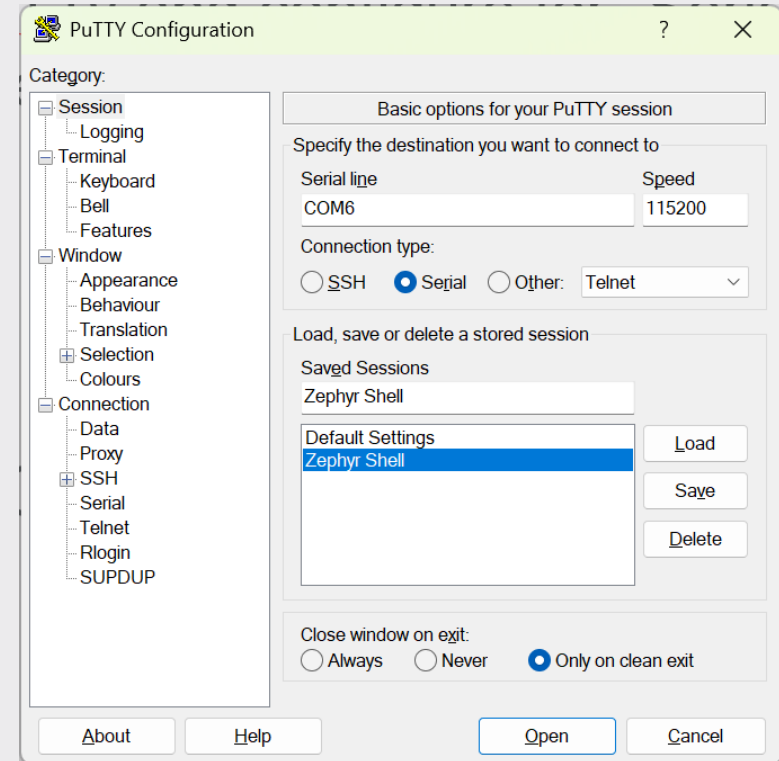 PuTTY Configuration
?
Category:
Session
Logging
Terminal
Keyboard
Bell
Features
Window
Appearance
Behaviour
Translation
Selection
Colours
Connection
Data
Proxy
SSH
Serial
Telnet
Rlogin
SUPDUP
Basic options for your PuTTY session
Specify the destination you want to connect to
Serial line Speed
COM6 115200
Connection type:
SSH Serial Other: Telnet
Load, save or delete a stored session
Saved Sessions
Zephyr Shell
Default Settings
Zephyr Shell
Load
Save
Delete
Close window on exit:
Always Never Only on clean exit
About Help Open Cancel